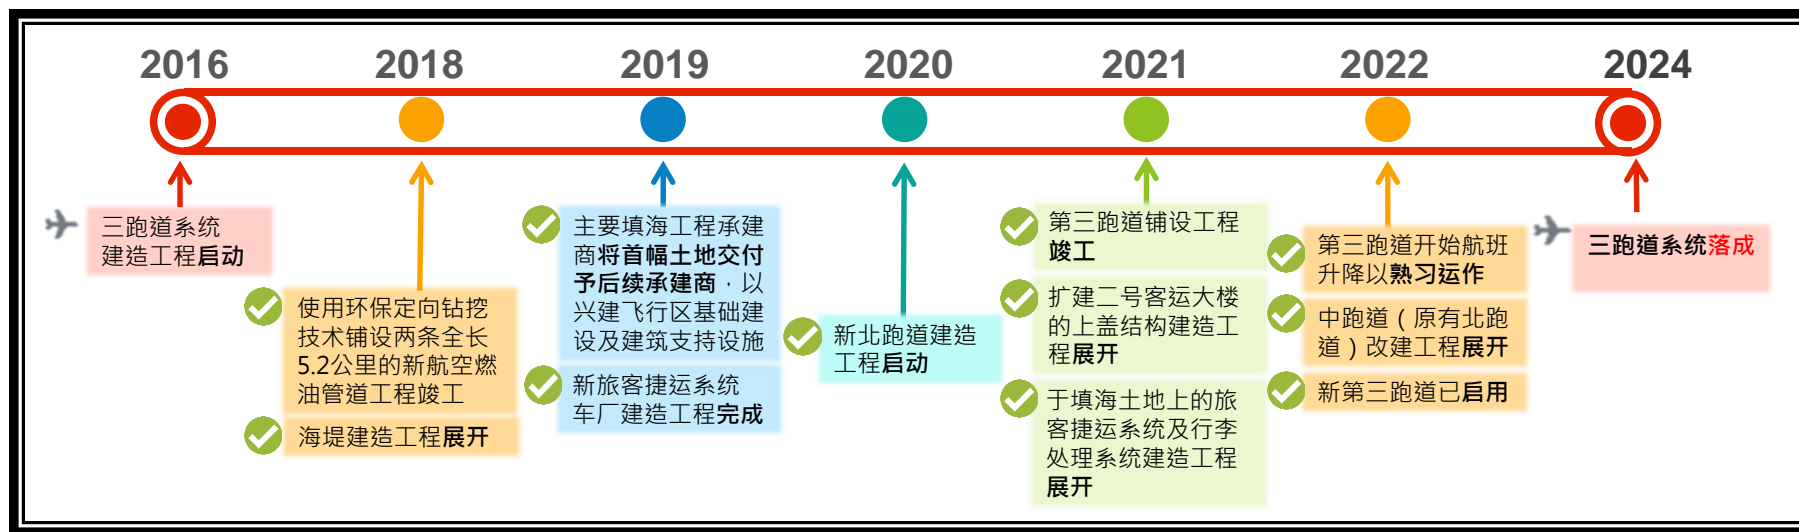 2016
2018
2019
2020
2021
2022
2024
三跑道系统
建造工程启动
使用环保定向钻挖
技术铺设两条全长
5.2公里的新航空燃
油管道工程竣工
海堤建造工程展开
主要填海工程承建
商将首幅土地交付
予后续承建商，以
兴建飞行区基础建
设及建筑支持设施
新旅客捷运系统
车厂建造工程完成
新北跑道建造
工程启动
第三跑道铺设工程
竣工
扩建二号客运大楼
的上盖结构建造工
程展开
于填海土地上的旅
客捷运系统及行李
处理系统建造工程
展开
第三跑道开始航班
升降以熟习运作
中跑道（原有北跑
道）改建工程展开
新第三跑道已启用
三跑道系统落成